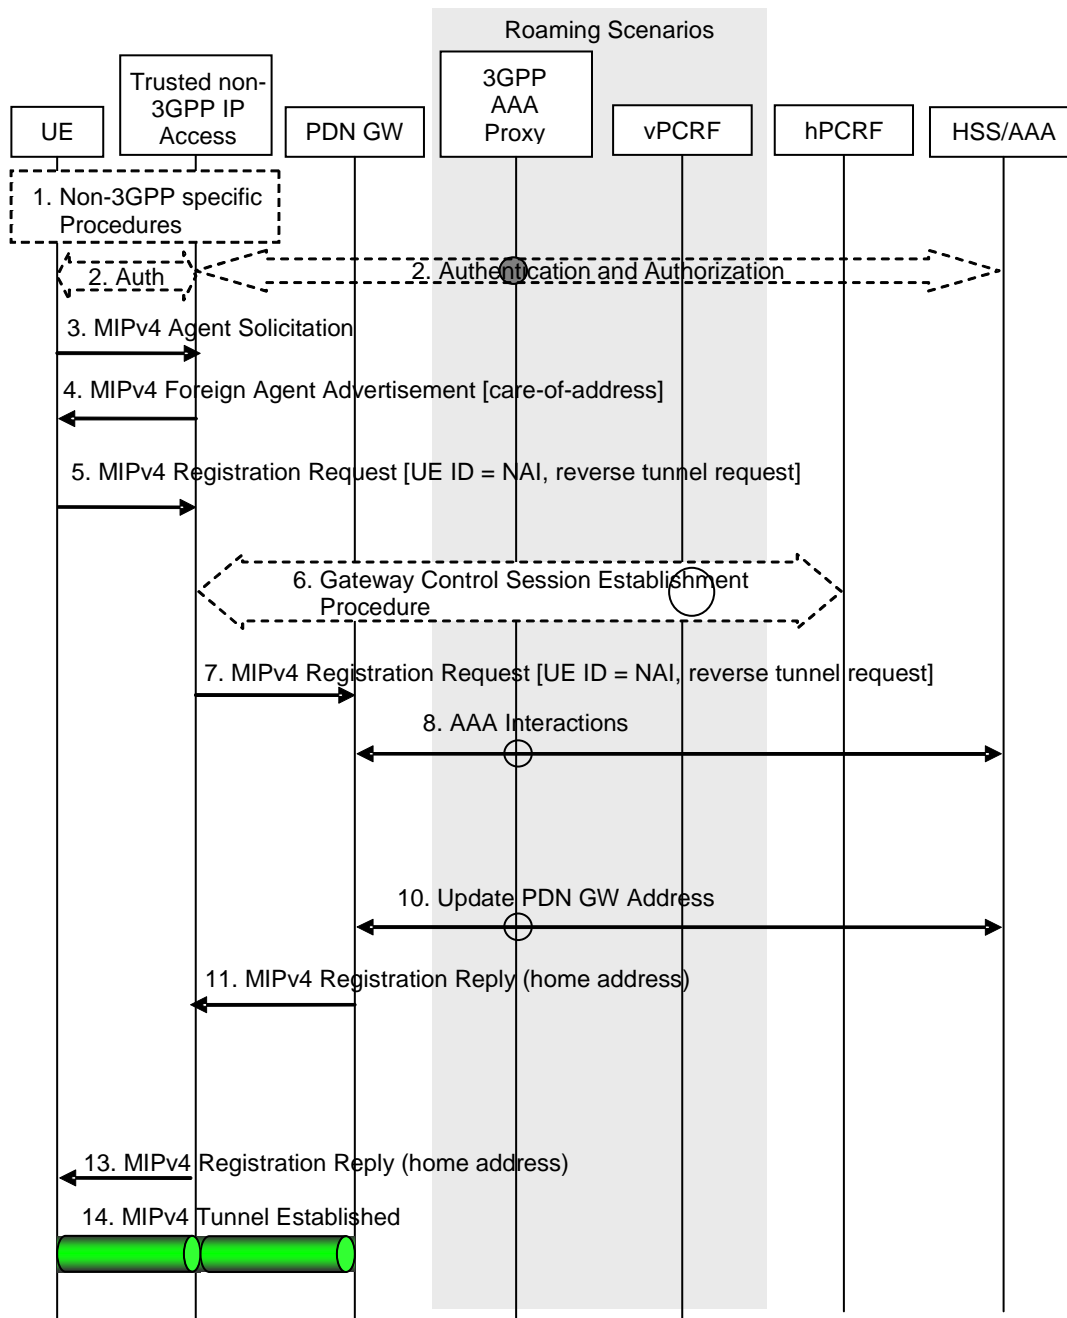 Roaming Scenarios
UE
Trusted non-
3GPP IP
Access
PDN GW
3GPP
AAA
Proxy
vPCRF
hPCRF
HSS/AAA
1. Non-3GPP specific
Procedures
2. Auth
2. Authentication and Authorization
3. MIPv4 Agent Solicitation
4. MIPv4 Foreign Agent Advertisement [care-of-address]
5. MIPv4 Registration Request [UE ID = NAI, reverse tunnel request]
6. Gateway Control Session Establishment
Procedure
7. MIPv4 Registration Request [UE ID = NAI, reverse tunnel request]
8. AAA Interactions
10. Update PDN GW Address
11. MIPv4 Registration Reply (home address)
13. MIPv4 Registration Reply (home address)
14. MIPv4 Tunnel Established